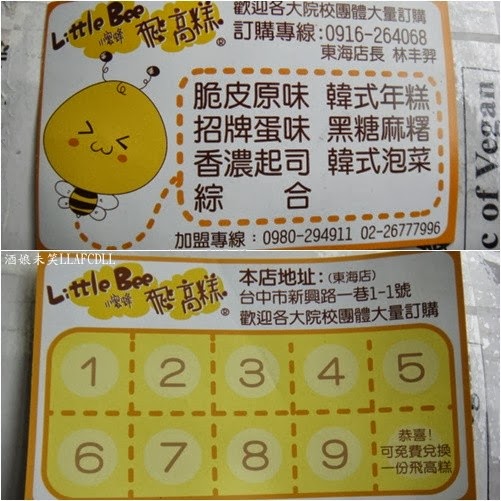 Little Bee
小蜜蜂 飛高糕®
歡迎各大院校團體大量訂購
訂購專線:0916-264068
東海店長 林丰羿
脆皮原味 韓式年糕
招牌蛋味 黑糖麻糬
香濃起司 韓式泡菜
綜 合
加盟專線:0980-294911 02-26777996
of Vegan
酒娘未笑LLAFCDLL
Little Bee
小蜜蜂 飛高糕®
本店地址:(東海店)
台中市新興路一巷1-1號
歡迎各大院校團體大量訂購
1 2 3 4 5
6 7 8 9
恭喜!
可免費兌換
一份飛高糕